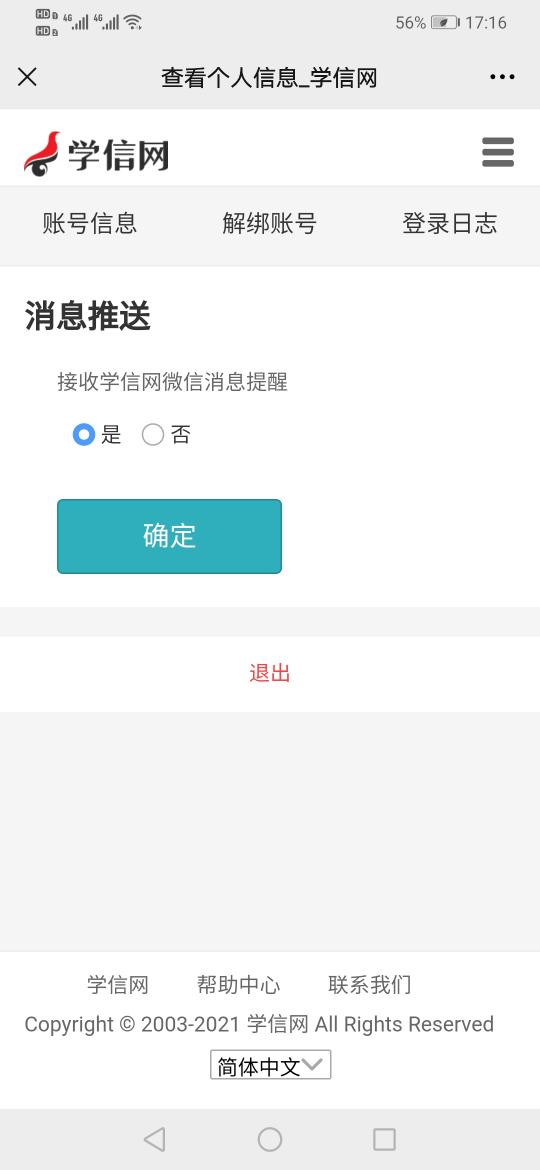 HD 1 4G 4G 56% 17:16
HD 2
查看个人信息_学信网
学信网
账号信息 解绑账号 登录日志
消息推送
接收学信网微信消息提醒
是 否
确定
退出
学信网 帮助中心 联系我们
Copyright © 2003-2021 学信网 All Rights Reserved
简体中文